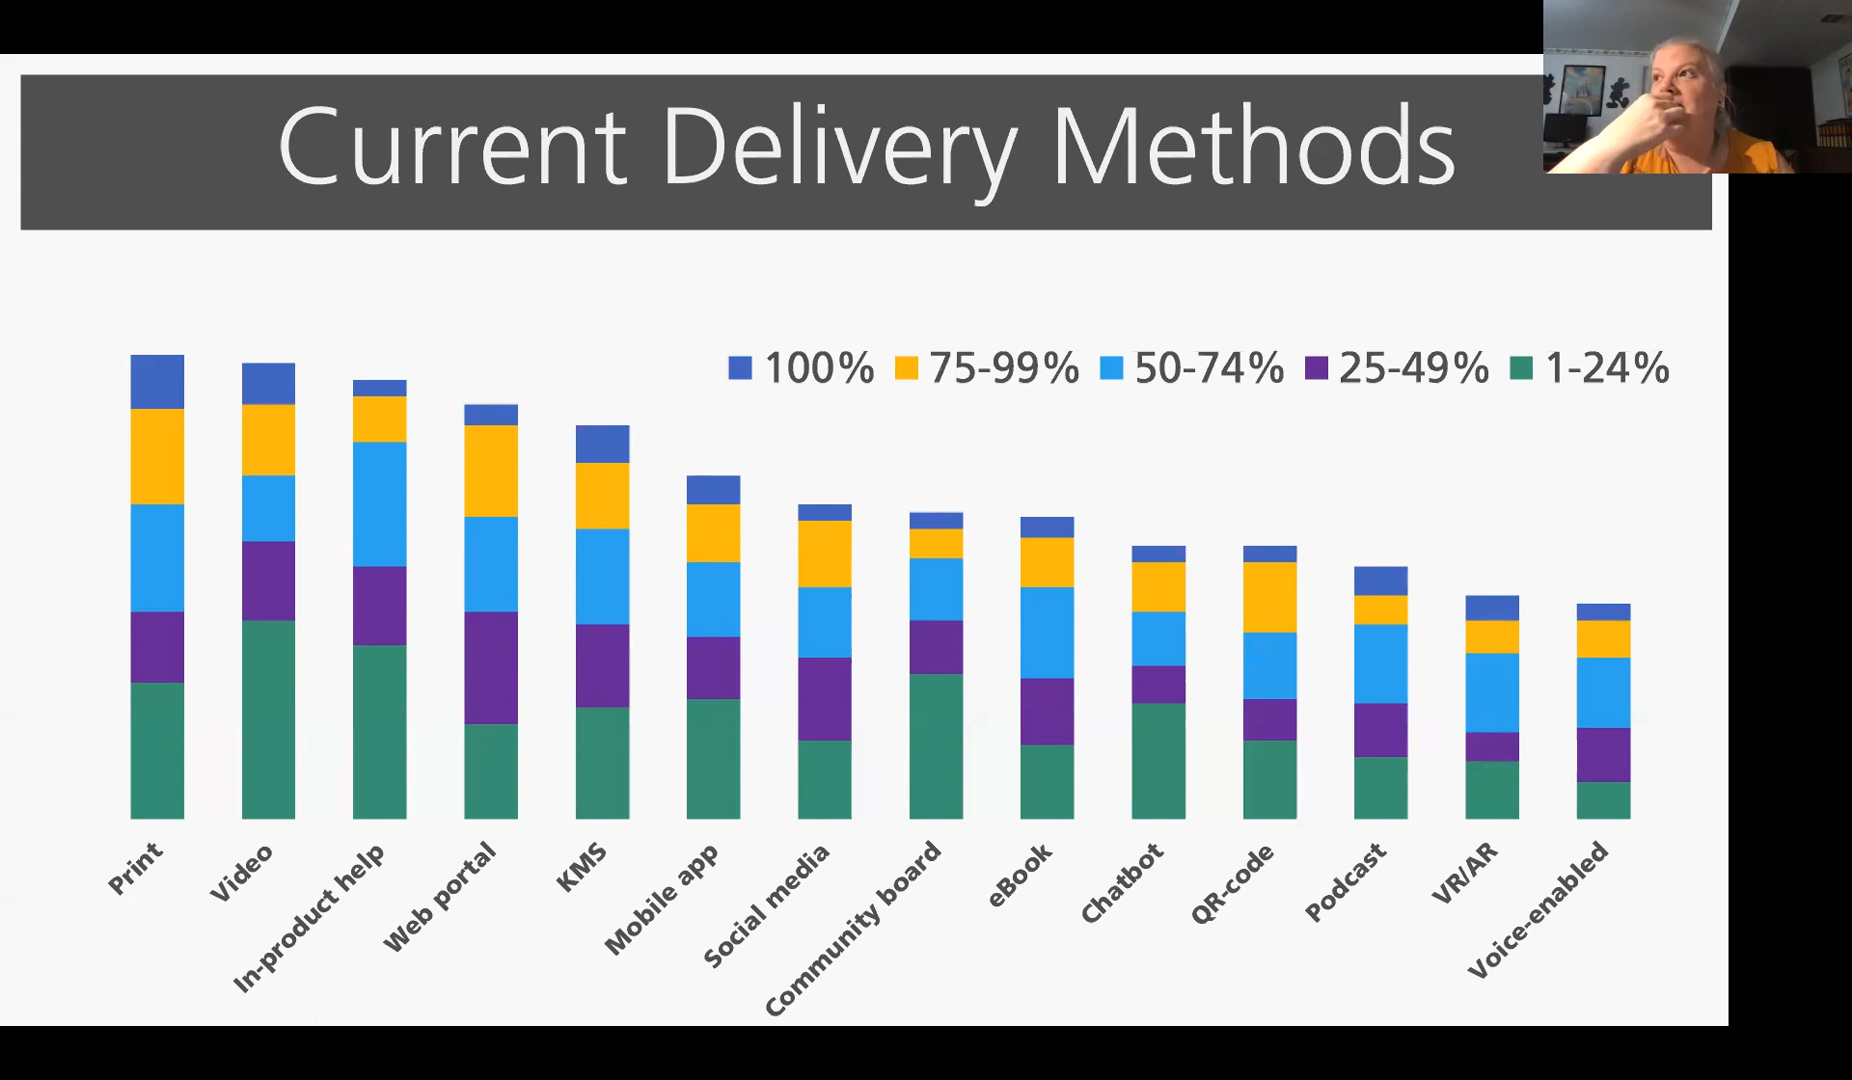 Current Delivery Methods
100% 75-99% 50-74% 25-49% 1-24%
Print
Video
In-product help
Web portal
KMS
Mobile app
Social media
Community board
eBook
Chatbot
QR-code
Podcast
VR/AR
Voice-enabled